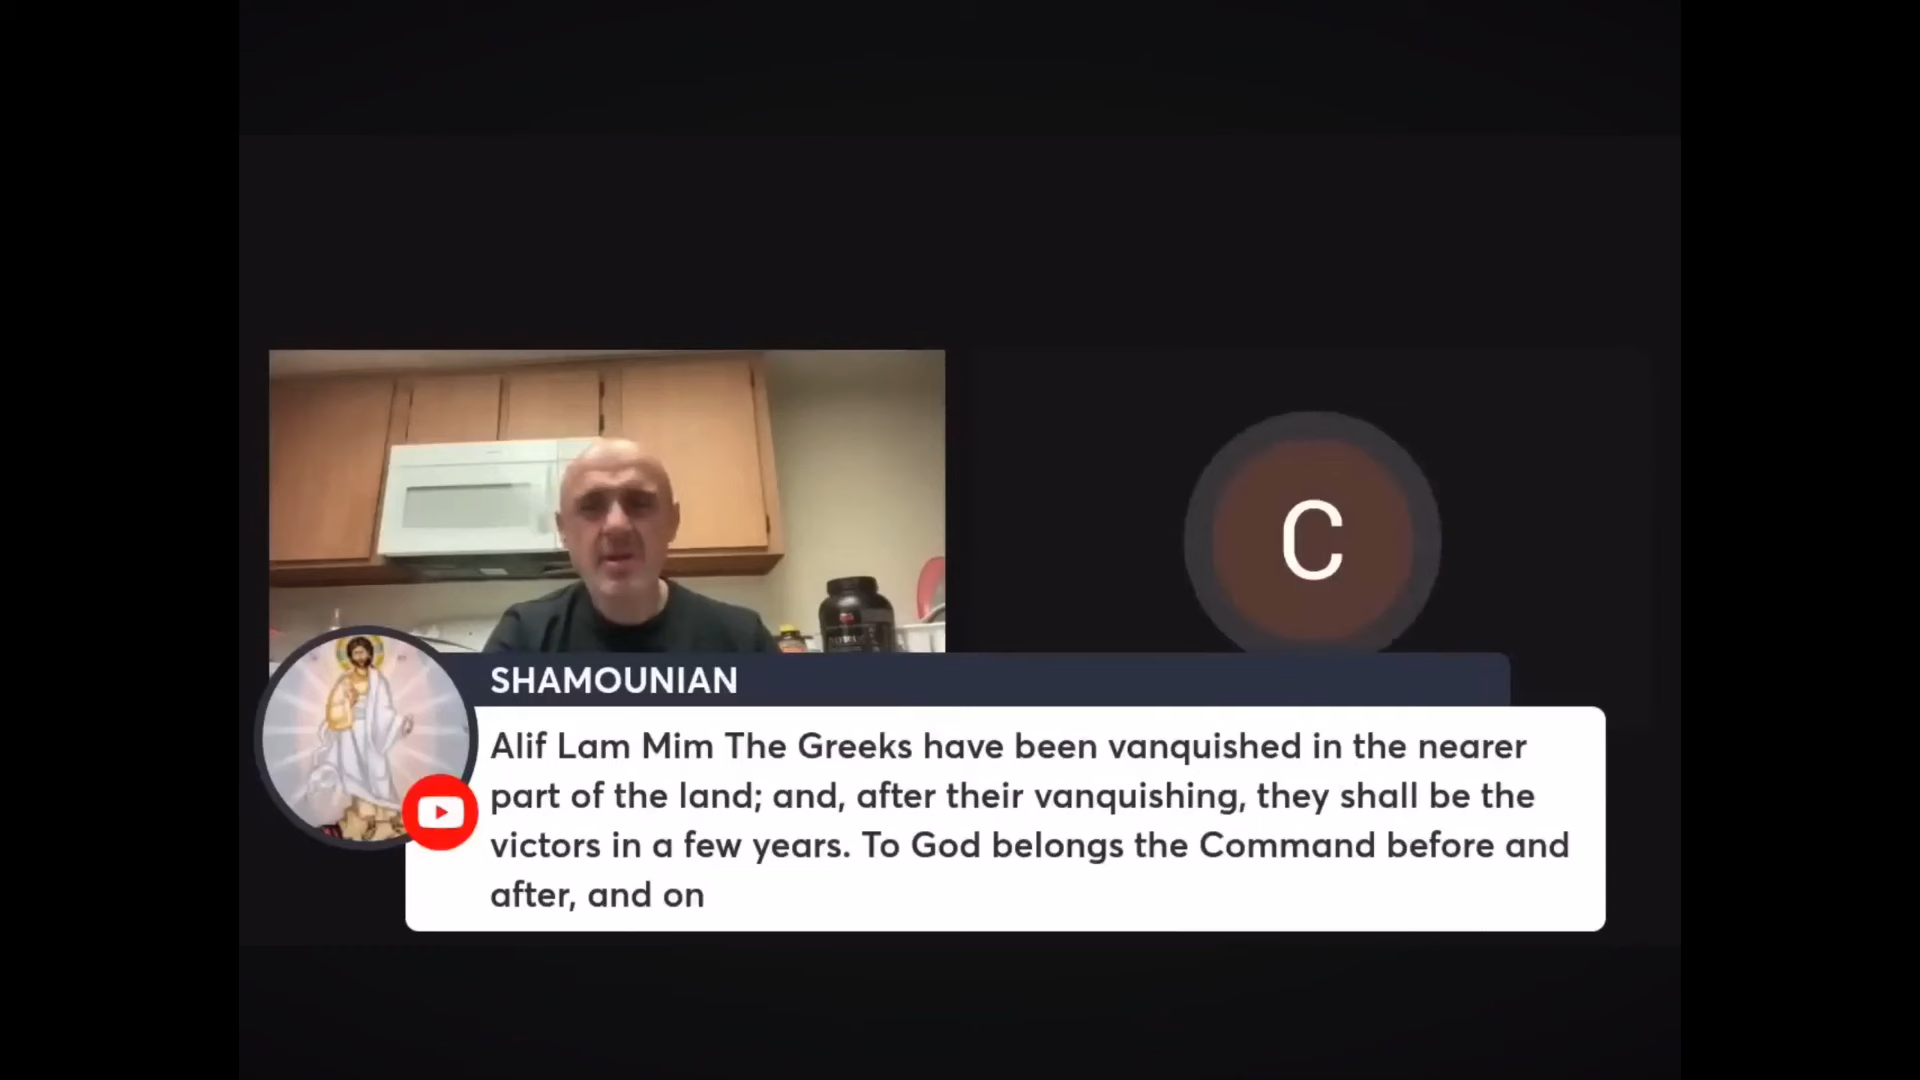 C
SHAMOUNIAN
Alif Lam Mim The Greeks have been vanquished in the nearer
part of the land; and, after their vanquishing, they shall be the
victors in a few years. To God belongs the Command before and
after, and on